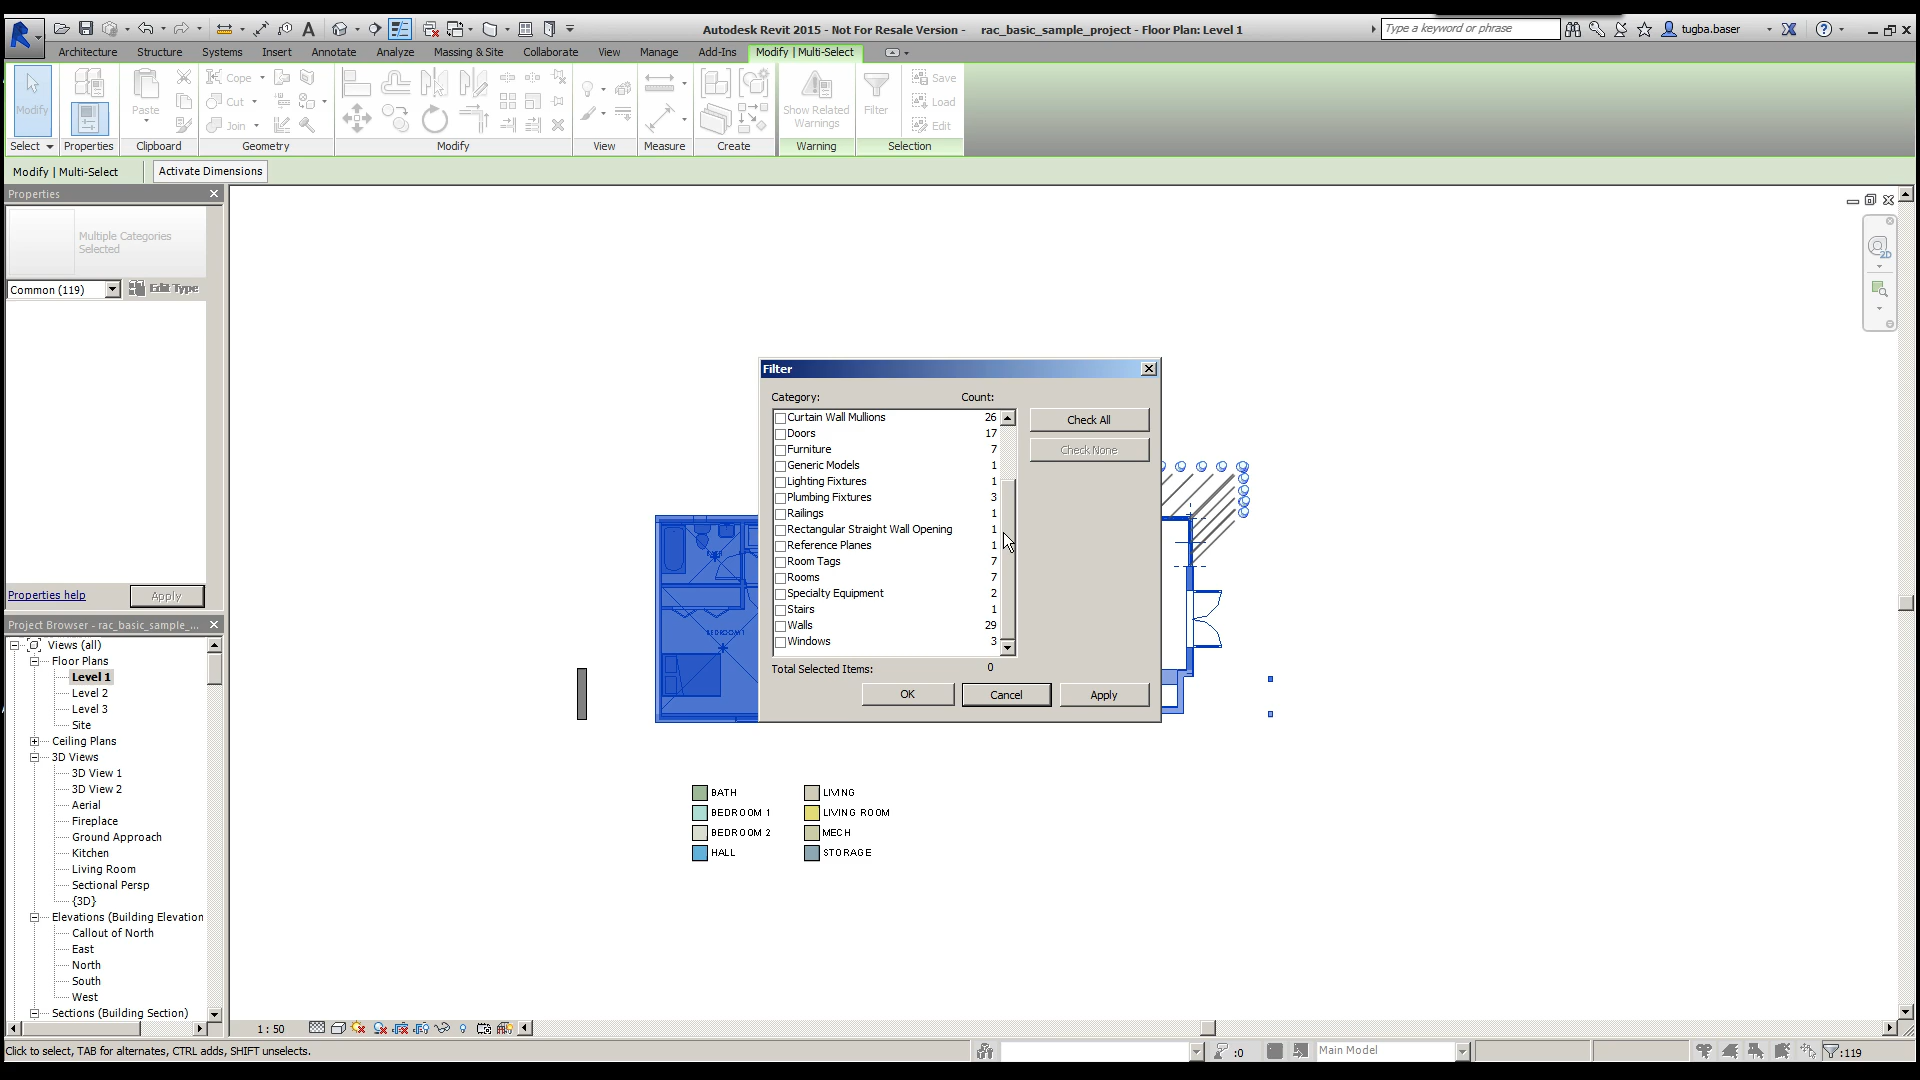 Autodesk Revit 2015 - Not For Resale Version - rac_basic_sample_project - Floor Plan: Level 1
Type a keyword or phrase
tugba.baser
Architecture Structure Systems Insert Annotate Analyze Massing & Site Collaborate View Manage Add-Ins Modify | Multi-Select
Modify
Paste
Cope
Cut
Join
Show Related
Warnings
Filter
Save
Load
Edit
Select Properties Clipboard Geometry Modify View Measure Create Warning Selection
Modify | Multi-Select Activate Dimensions
Properties
Multiple Categories
Selected
Common (119) Edit Type
Properties help Apply
Project Browser - rac_basic_sample_...
Views (all)
Floor Plans
Level 1
Level 2
Level 3
Site
Ceiling Plans
3D Views
3D View 1
3D View 2
Aerial
Fireplace
Ground Approach
Kitchen
Living Room
Sectional Persp
{3D}
Elevations (Building Elevation
Callout of North
East
North
South
West
Sections (Building Section)
2D
Filter
Category: Count:
Curtain Wall Mullions 26
Doors 17
Furniture 7
Generic Models 1
Lighting Fixtures 1
Plumbing Fixtures 3
Railings 1
Rectangular Straight Wall Opening 1
Reference Planes 1
Room Tags 7
Rooms 7
Specialty Equipment 2
Stairs 1
Walls 29
Windows 3
Total Selected Items: 0
Check All
Check None
OK Cancel Apply
BATH
BEDROOM 1
BEDROOM 2
HALL
LIVING
LIVING ROOM
MECH
STORAGE
1 : 50
Click to select, TAB for alternates, CTRL adds, SHIFT unselects.
:0
Main Model
:119